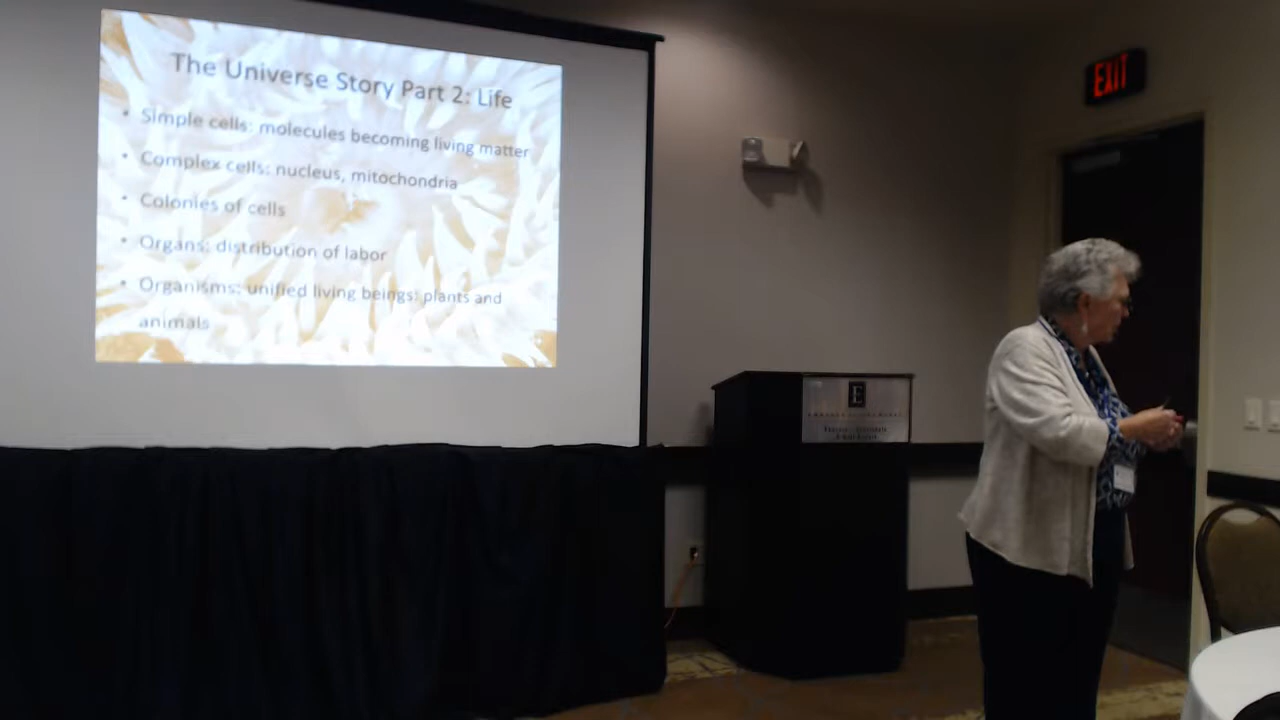 The Universe Story Part 2: Life
• Simple cells: molecules becoming living matter
• Complex cells: nucleus, mitochondria
• Colonies of cells
• Organs: distribution of labor
• Organisms: unified living beings: plants and
animals
EXIT
E